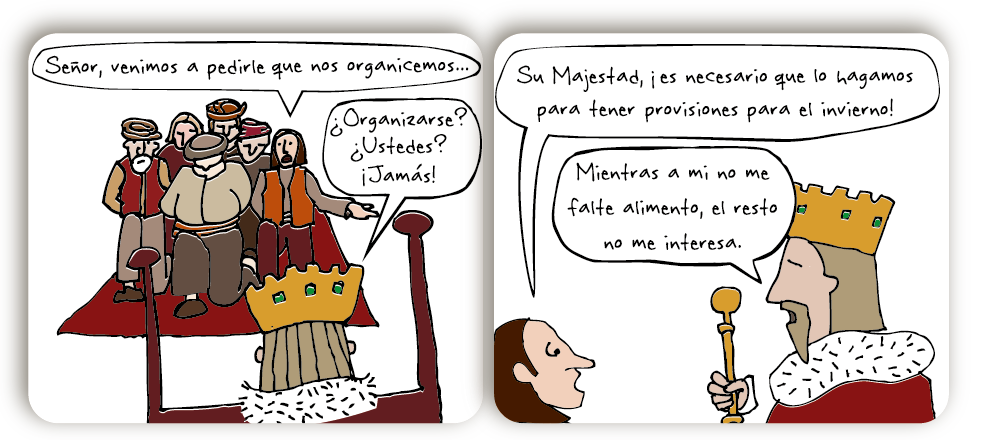 Señor, venimos a pedirle que nos organicemos...
¿Organizarse?
¿Ustedes?
¡Jamás!
Su Majestad, ¡es necesario que lo hagamos
para tener provisiones para el invierno!
Mientras a mi no me
falte alimento, el resto
no me interesa.